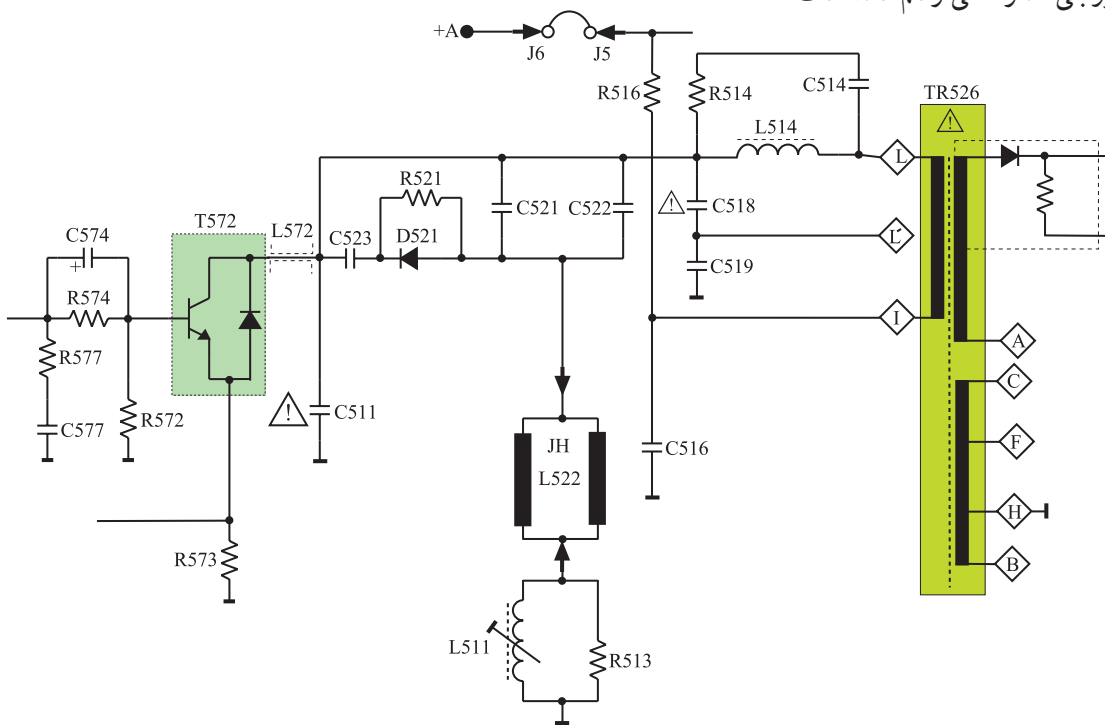 +A
J6
J5
R516
R514
C514
TR526
L514
L
R521
C521
C522
C518
L'
T572
L572
C523
D521
C519
C574
+
R574
I
A
R577
C
R572
C511
C577
JH
L522
C516
F
H
R573
B
L511
R513